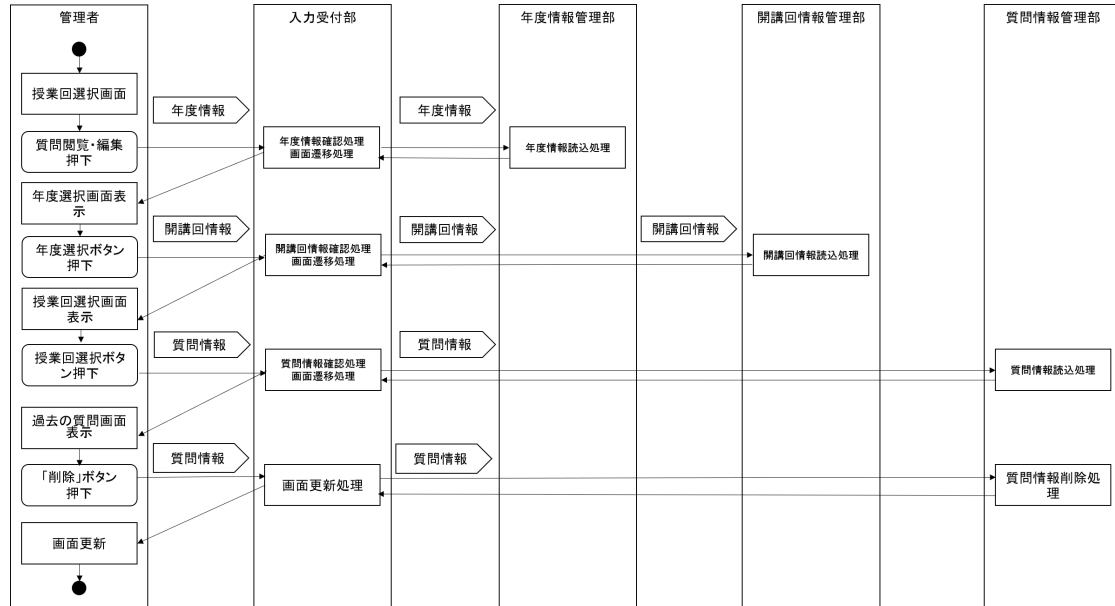 管理者
入力受付部
年度情報管理部
開講回情報管理部
質問情報管理部
授業回選択画面
年度情報
年度情報
質問閲覧・編集
押下
年度情報確認処理
画面遷移処理
年度情報読込処理
年度選択画面表
示
開講回情報
開講回情報
開講回情報
年度選択ボタン
押下
開講回情報確認処理
画面遷移処理
開講回情報読込処理
授業回選択画面
表示
質問情報
質問情報
授業回選択ボタ
ン押下
質問情報確認処理
画面遷移処理
質問情報読込処理
過去の質問画面
表示
質問情報
質問情報
「削除」ボタン
押下
画面更新処理
質問情報削除処
理
画面更新